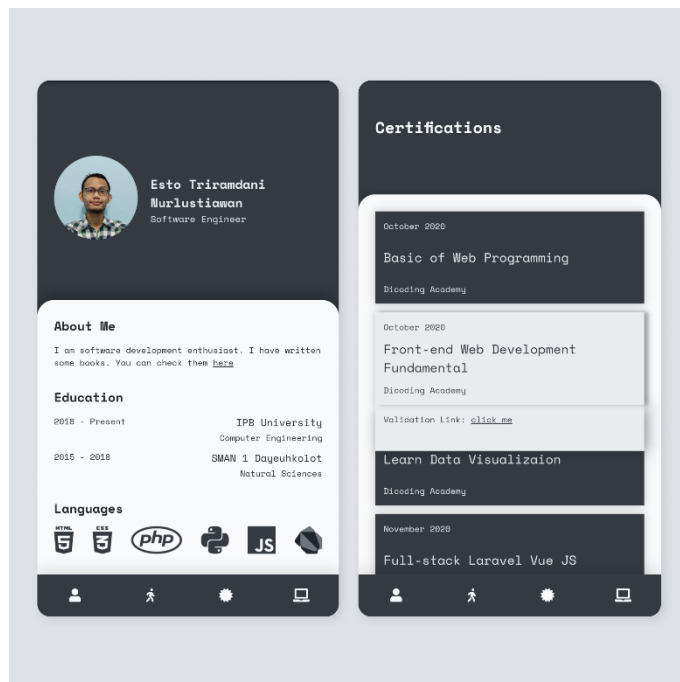 Esto Triramdani
Nurlustiawan
Software Engineer
About Me
I am software development enthusiast. I have written
some books. You can check them here
Education
2018 - Present
IPB University
Computer Engineering
2015 - 2018
SMAN 1 Dayeuhkolot
Natural Sciences
Languages
HTML
5
CSS
3
php
JS
Certifications
October 2020
Basic of Web Programming
Dicoding Academy
October 2020
Front-end Web Development
Fundamental
Dicoding Academy
Validation Link: click me
Learn Data Visualizaion
Dicoding Academy
November 2020
Full-stack Laravel Vue JS